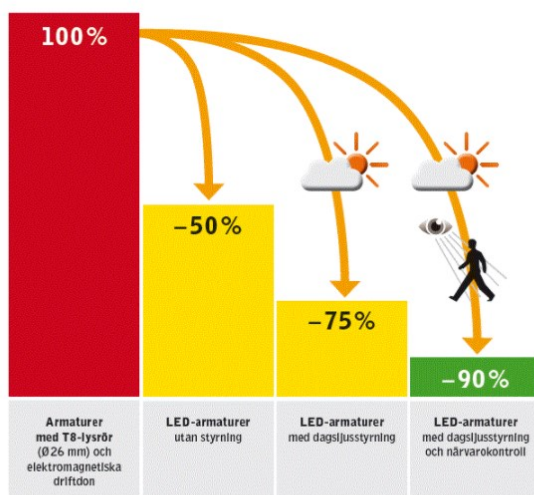 100%
–50%
–75%
–90%
Armaturer
med T8-lysrör
(Ø 26 mm) och
elektromagnetiska
driftdon
LED-armaturer
utan styrning
LED-armaturer
med dagsljusstyrning
LED-armaturer
med dagsljusstyrning
och närvarokontroll